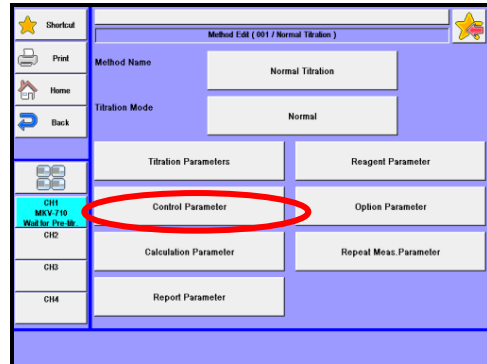 Shortcut
Print
Home
Back
CH1
MKV-710
Wait for Pre-titr.
CH2
CH3
CH4
Method Edit ( 001 / Normal Titration )
Method Name
Normal Titration
Titration Mode
Normal
Titration Parameters
Reagent Parameter
Control Parameter
Option Parameter
Calculation Parameter
Repeat Meas.Parameter
Report Parameter